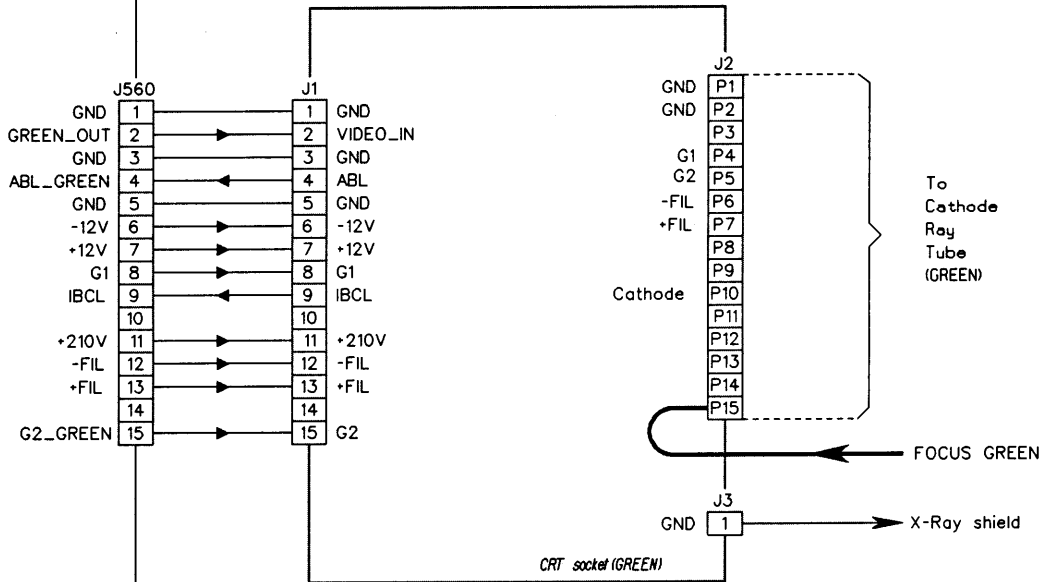 J560
J1
J2
GND 1 1 GND
GREEN_OUT 2 2 VIDEO_IN
GND 3 3 GND
ABL_GREEN 4 4 ABL
GND 5 5 GND
-12V 6 6 -12V
+12V 7 7 +12V
G1 8 8 G1
IBCL 9 9 IBCL
10 10
+210V 11 11 +210V
-FIL 12 12 -FIL
+FIL 13 13 +FIL
14 14
G2_GREEN 15 15 G2
GND P1
GND P2
P3
G1 P4
G2 P5
-FIL P6
+FIL P7
P8
P9
Cathode P10
P11
P12
P13
P14
P15
To
Cathode
Ray
Tube
(GREEN)
FOCUS GREEN
J3
GND 1 X-Ray shield
CRT socket (GREEN)